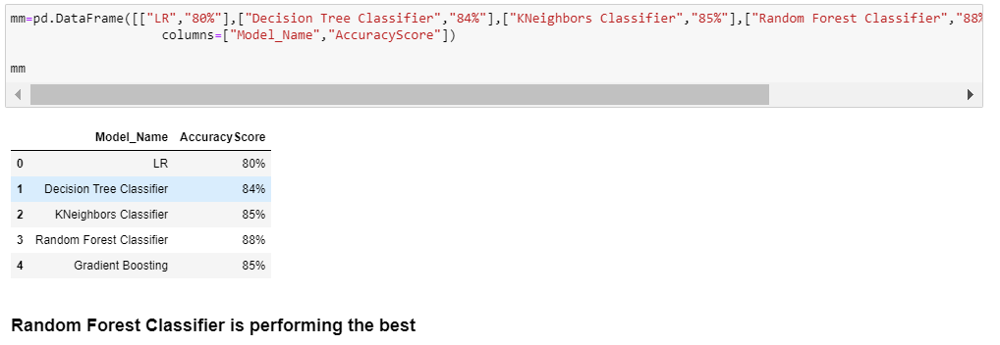 mm=pd.DataFrame([["LR","80%"],["Decision Tree Classifier","84%"],["KNeighbors Classifier","85%"],["Random Forest Classifier","88%
columns=["Model_Name","AccuracyScore"])
mm
Model_Name AccuracyScore
0 LR 80%
1 Decision Tree Classifier 84%
2 KNeighbors Classifier 85%
3 Random Forest Classifier 88%
4 Gradient Boosting 85%
Random Forest Classifier is performing the best